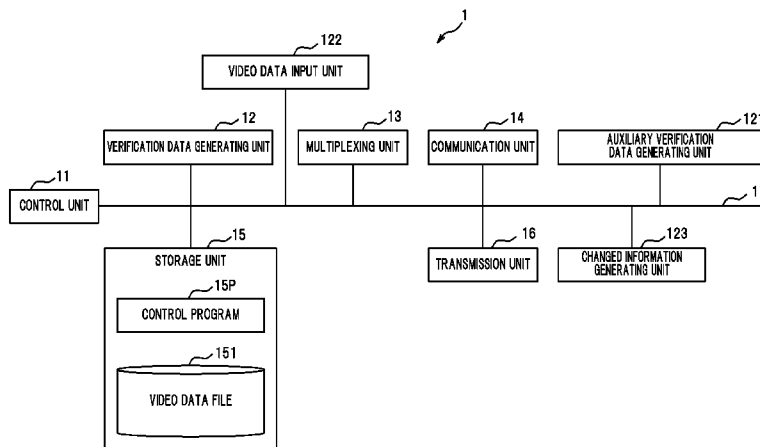 1
122
VIDEO DATA INPUT UNIT
12
VERIFICATION DATA GENERATING UNIT
13
MULTIPLEXING UNIT
14
COMMUNICATION UNIT
121
AUXILIARY VERIFICATION
DATA GENERATING UNIT
11
CONTROL UNIT
1
15
STORAGE UNIT
15P
CONTROL PROGRAM
151
VIDEO DATA FILE
16
TRANSMISSION UNIT
123
CHANGED INFORMATION
GENERATING UNIT